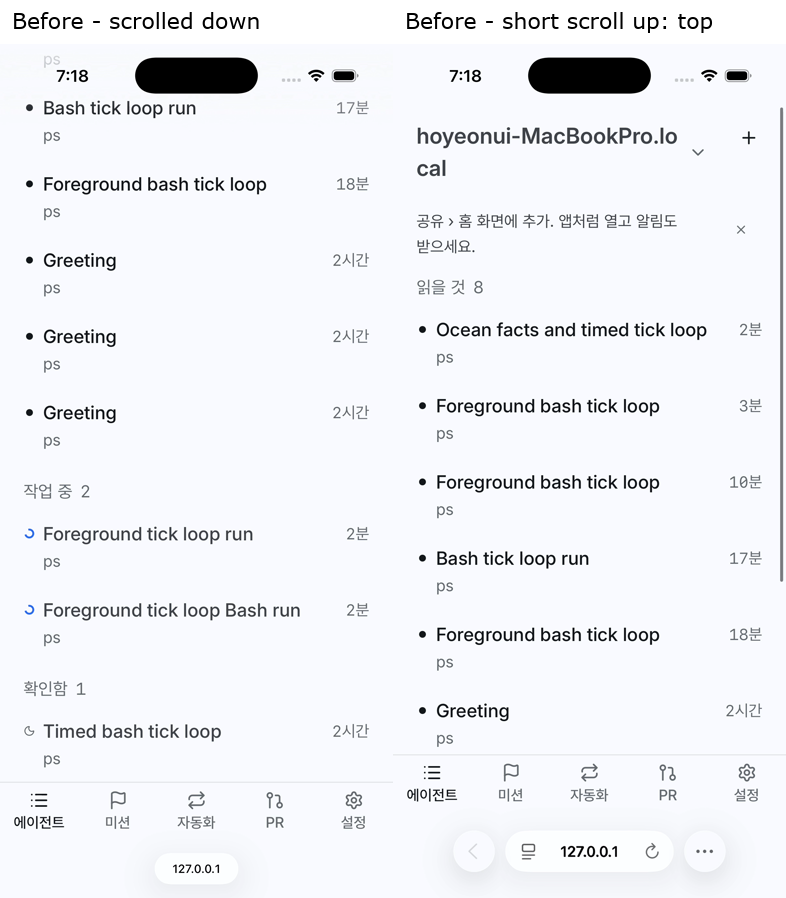 Before - scrolled down
ps
7:18
Bash tick loop run 17분
ps
Foreground bash tick loop 18분
ps
Greeting 2시간
ps
Greeting 2시간
ps
Greeting 2시간
ps
작업 중 2
Foreground tick loop run 2분
ps
Foreground tick loop Bash run 2분
ps
확인함 1
Timed bash tick loop 2시간
ps
에이전트 미션 자동화 PR 설정
127.0.0.1
Before - short scroll up: top
7:18
hoyeonui-MacBookPro.lo
cal
공유 › 홈 화면에 추가. 앱처럼 열고 알림도
받으세요.
읽을 것 8
Ocean facts and timed tick loop 2분
ps
Foreground bash tick loop 3분
ps
Foreground bash tick loop 10분
ps
Bash tick loop run 17분
ps
Foreground bash tick loop 18분
ps
Greeting 2시간
ps
에이전트 미션 자동화 PR 설정
127.0.0.1